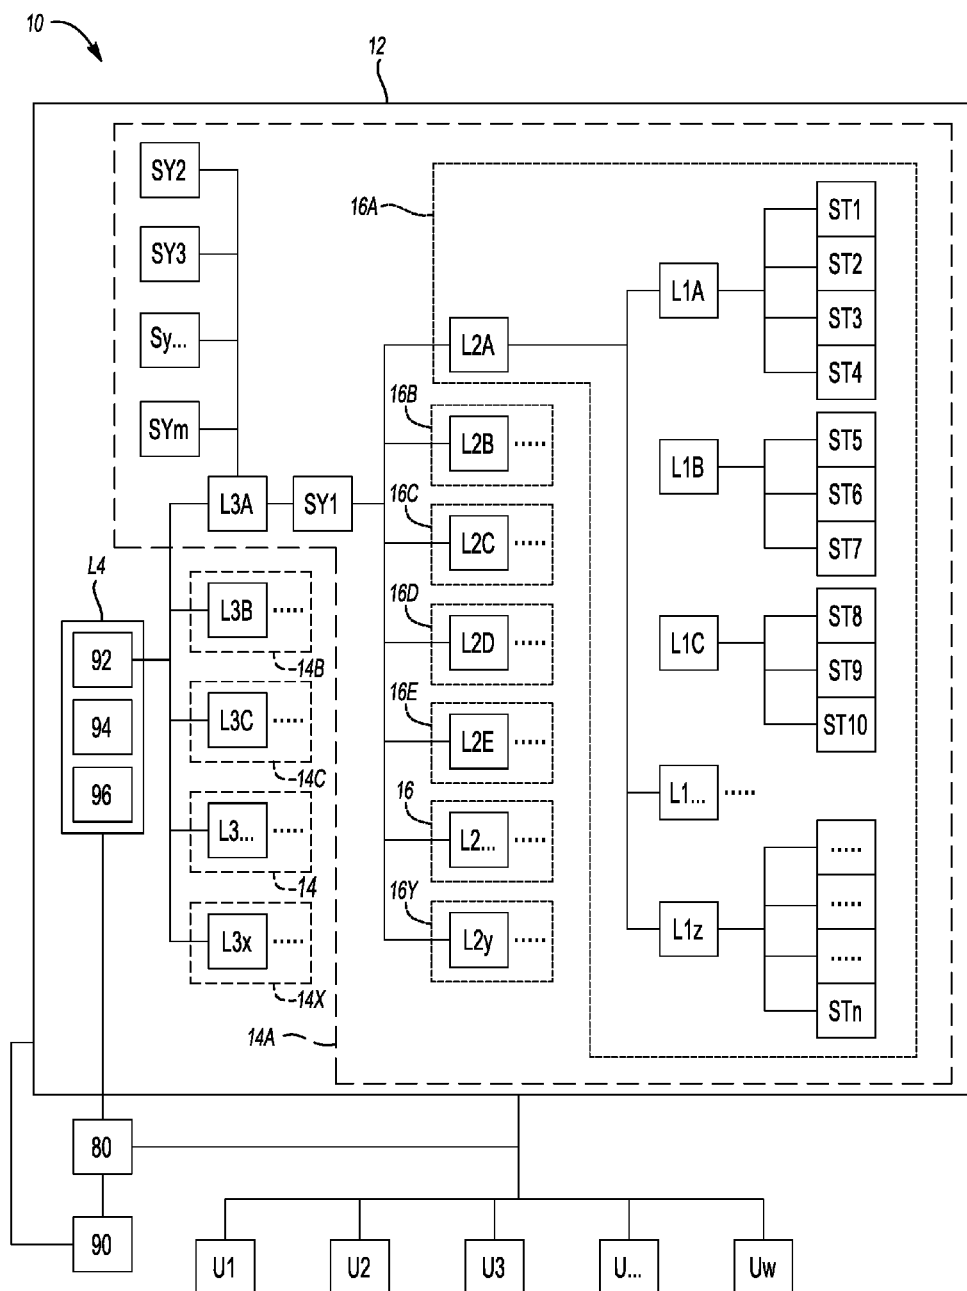 10
12
SY2
SY3
Sy...
SYm
L3A
SY1
16A
L2A
16B
L2B .....
16C
L2C .....
16D
L2D .....
16E
L2E .....
16
L2... .....
16Y
L2y .....
L1A
ST1
ST2
ST3
ST4
L1B
ST5
ST6
ST7
L1C
ST8
ST9
ST10
L1... .....
L1z
.....
.....
.....
STn
L4
92
94
96
L3B .....
14B
L3C .....
14C
L3... .....
14
L3x .....
14X
14A
80
90
U1
U2
U3
U...
Uw